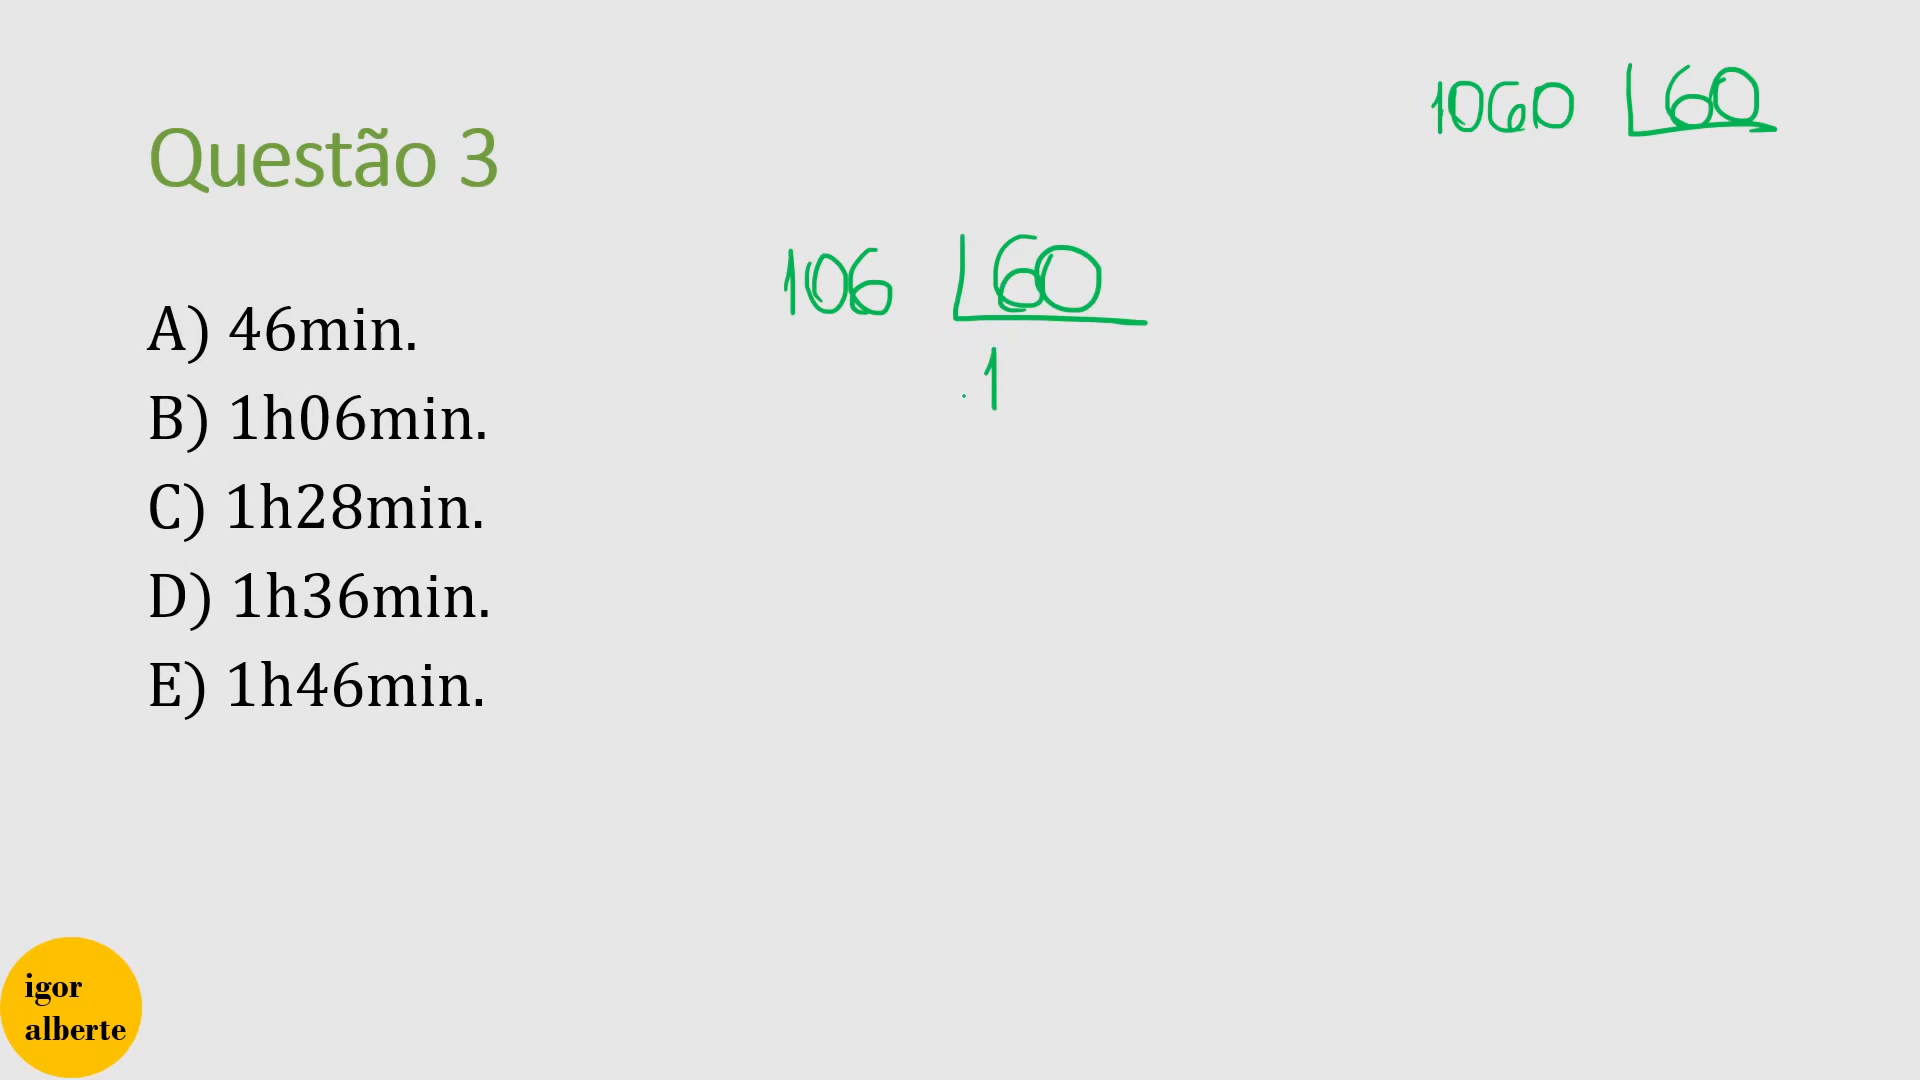 1060 60
Questão 3
106 60
1
A) 46min.
B) 1h06min.
C) 1h28min.
D) 1h36min.
E) 1h46min.
igor
alberte